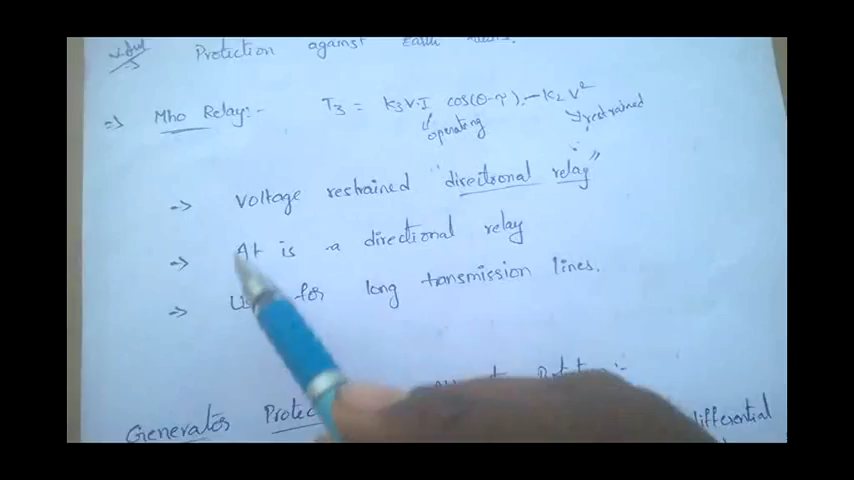 Protection against Earth
⇒ Mho Relay:- T3 = K3 V.I cos(θ-τ) - K2 V²
operating restrained
→ Voltage restrained "directional relay"
→ It is a directional relay
→ for long transmission lines.
Generator
differential